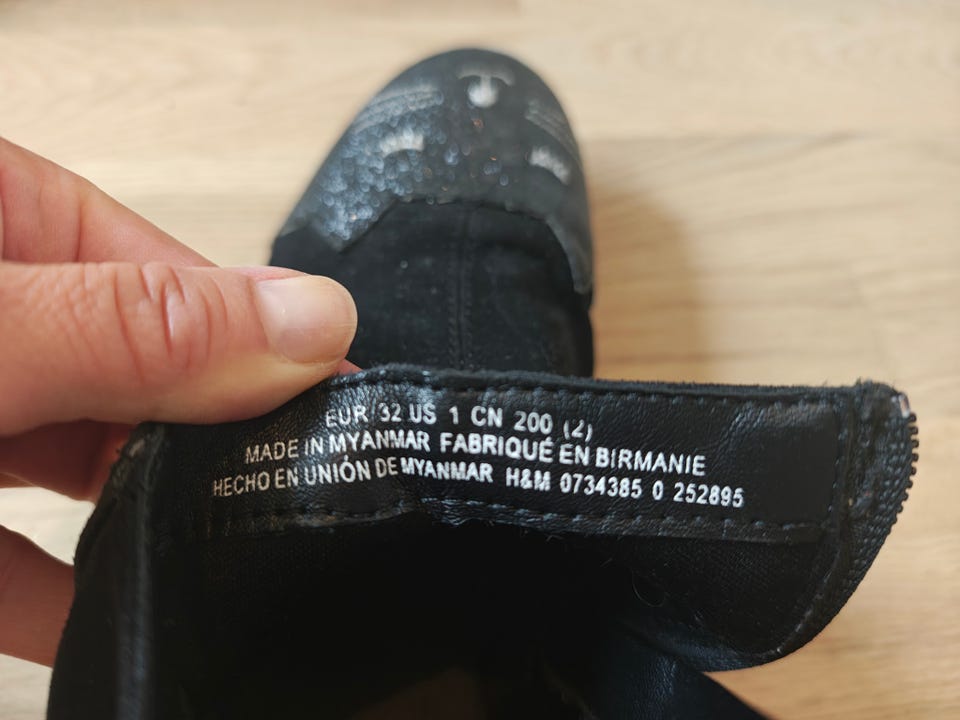 EUR 32 US 1 CN 200 (2)
MADE IN MYANMAR FABRIQUÉ EN BIRMANIE
HECHO EN UNIÓN DE MYANMAR H&M 0734385 0 252895